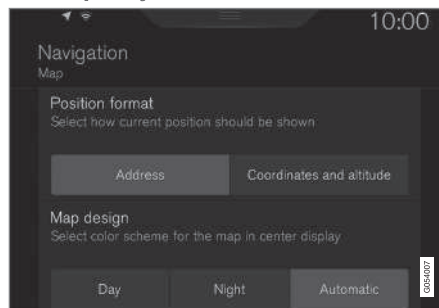 10:00
Navigation
Map
Position format
Select how current position should be shown
Address
Coordinates and altitude
Map design
Select color scheme for the map in center display
Day
Night
Automatic
G054007